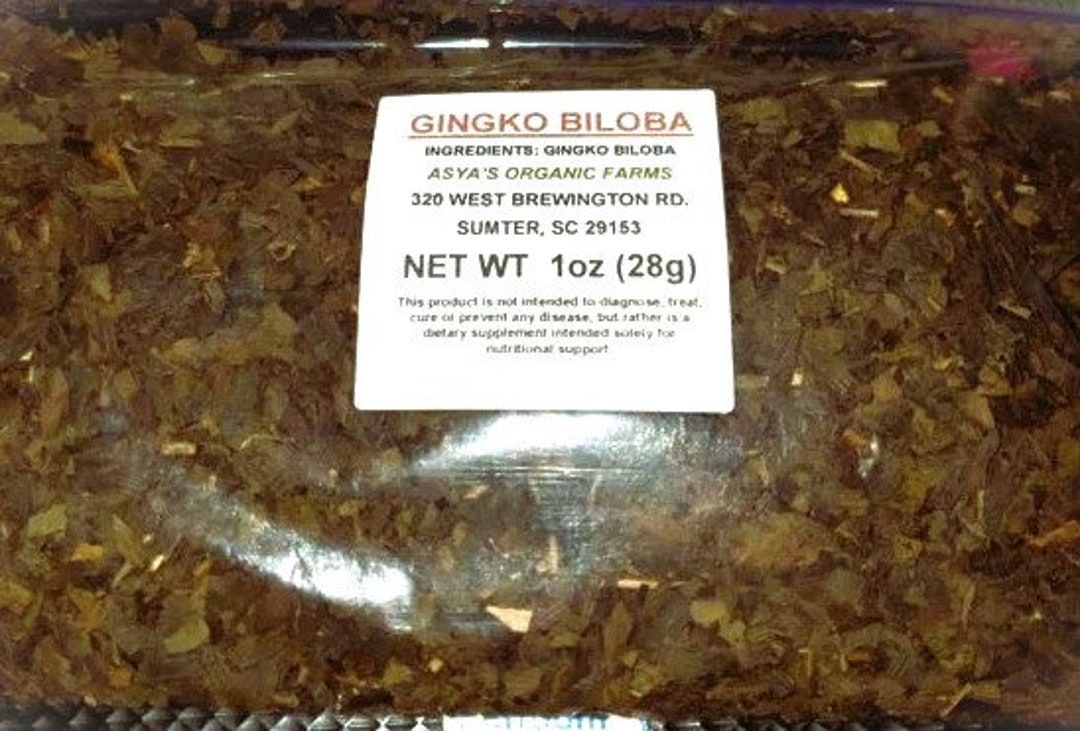 GINGKO BILOBA
INGREDIENTS: GINGKO BILOBA
ASYA'S ORGANIC FARMS
320 WEST BREWINGTON RD.
SUMTER, SC 29153
NET WT 1oz (28g)
This product is not intended to diagnose, treat,
cure or prevent any disease, but rather is a
dietary supplement intended solely for
nutritional support